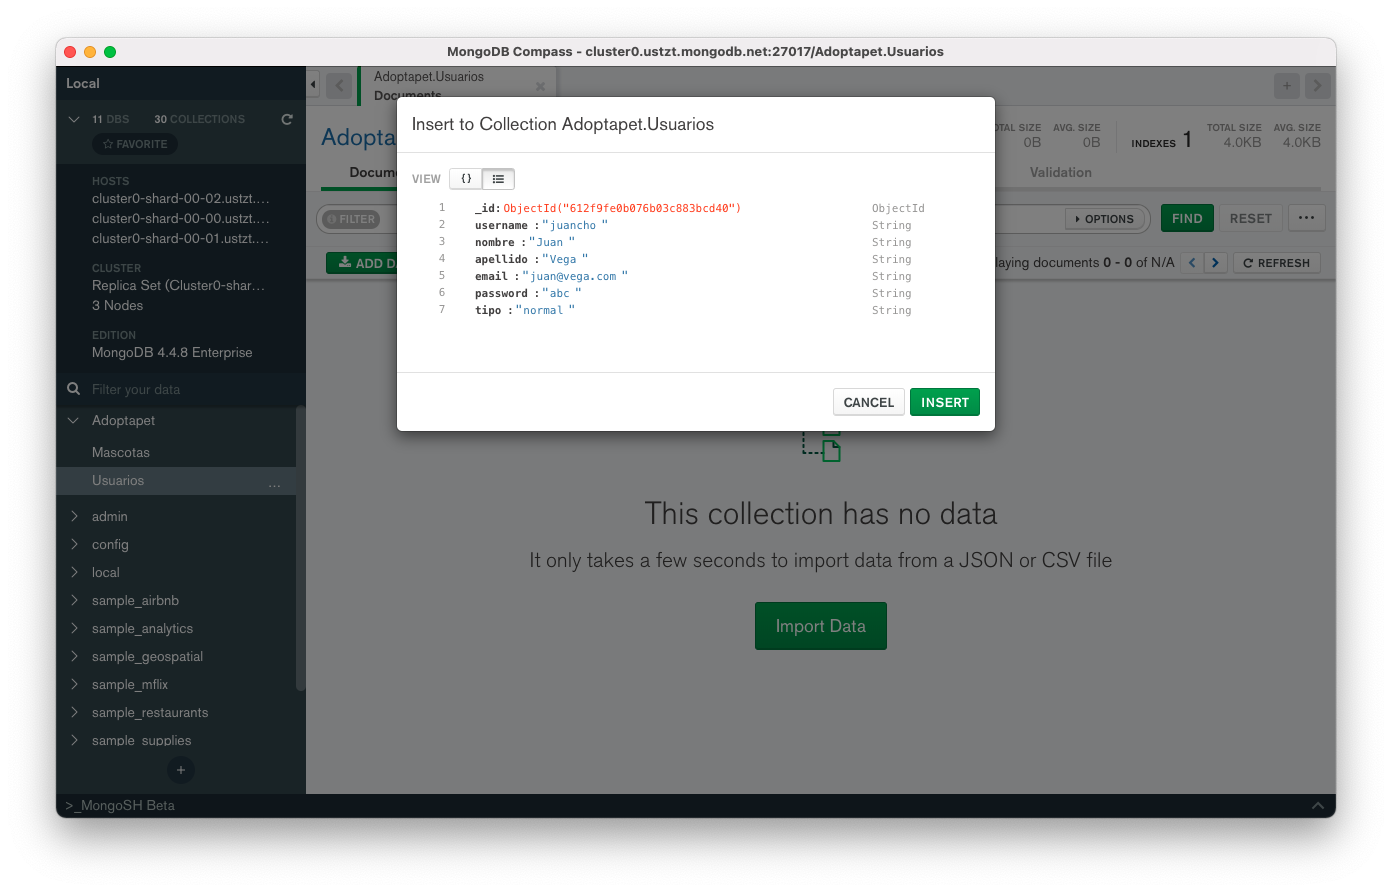 MongoDB Compass - cluster0.ustzt.mongodb.net:27017/Adoptapet.Usuarios
Local
11 DBS 30 COLLECTIONS
FAVORITE
HOSTS
cluster0-shard-00-02.ustzt.…
cluster0-shard-00-00.ustzt.…
cluster0-shard-00-01.ustzt.…
CLUSTER
Replica Set (Cluster0-shar…
3 Nodes
EDITION
MongoDB 4.4.8 Enterprise
Filter your data
Adoptapet
Mascotas
Usuarios ...
admin
config
local
sample_airbnb
sample_analytics
sample_geospatial
sample_mflix
sample_restaurants
sample_supplies
+
>_MongoSH Beta
Adoptapet.Usuarios
Documents
Adopta
OTAL SIZE AVG. SIZE
0B 0B
INDEXES 1
TOTAL SIZE AVG. SIZE
4.0KB 4.0KB
Docume
Validation
FILTER
OPTIONS
FIND
RESET
...
ADD D
laying documents 0 - 0 of N/A
REFRESH
Insert to Collection Adoptapet.Usuarios
VIEW {}
1 _id: ObjectId("612f9fe0b076b03c883bcd40") ObjectId
2 username : "juancho " String
3 nombre : "Juan " String
4 apellido : "Vega " String
5 email : "juan@vega.com " String
6 password : "abc " String
7 tipo : "normal " String
CANCEL
INSERT
This collection has no data
It only takes a few seconds to import data from a JSON or CSV file
Import Data